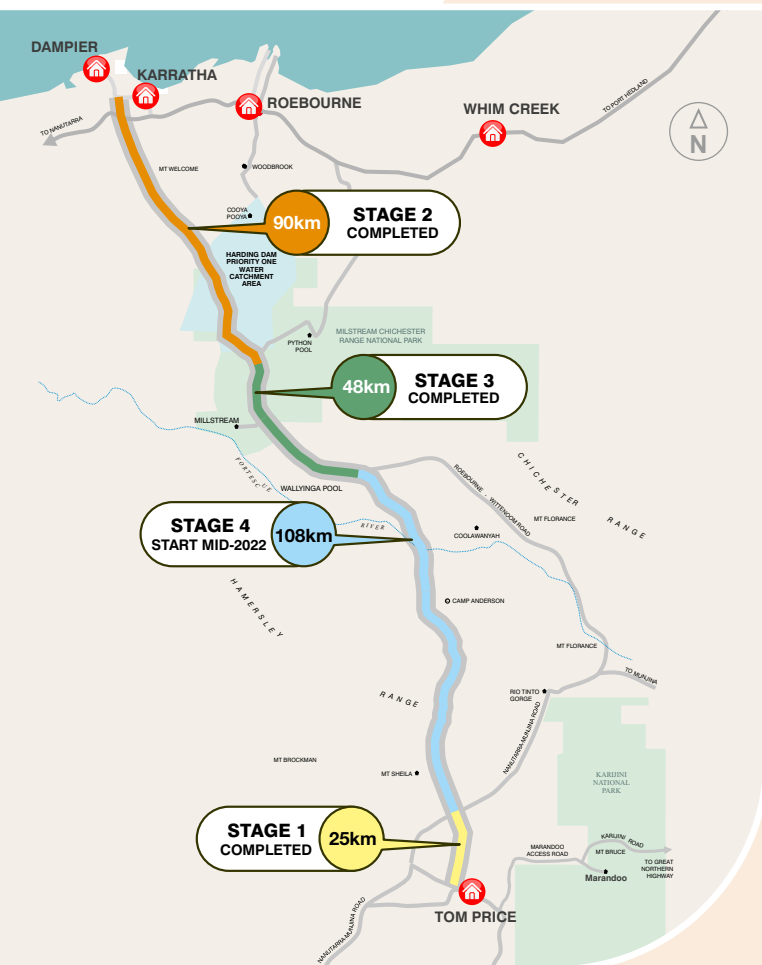 DAMPIER
KARRATHA
ROEBOURNE
WHIM CREEK
TO PORT HEDLAND
TO NANUTARRA
N
MT WELCOME
WOODBROOK
COOYA
POOYA
90km
STAGE 2
COMPLETED
HARDING DAM
PRIORITY ONE
WATER
CATCHMENT
AREA
MILSTREAM CHICHESTER
RANGE NATIONAL PARK
PYTHON
POOL
48km
STAGE 3
COMPLETED
MILLSTREAM
FORTESCUE
RIVER
WALLYINGA POOL
CHICHESTER
RANGE
ROEBOURNE - WITTENOOM ROAD
MT FLORANCE
STAGE 4
START MID-2022
108km
COOLAWANYAH
HAMERSLEY
RANGE
CAMP ANDERSON
MT FLORANCE
TO MUNJINA
RIO TINTO
GORGE
NANUTARRA-MUNJINA ROAD
MT BROCKMAN
MT SHEILA
KARIJINI
NATIONAL
PARK
STAGE 1
COMPLETED
25km
MARANDOO
ACCESS ROAD
KARIJINI ROAD
MT BRUCE
TO GREAT
NORTHERN
HIGHWAY
Marandoo
TOM PRICE
NANUTARRA-MUNJINA ROAD